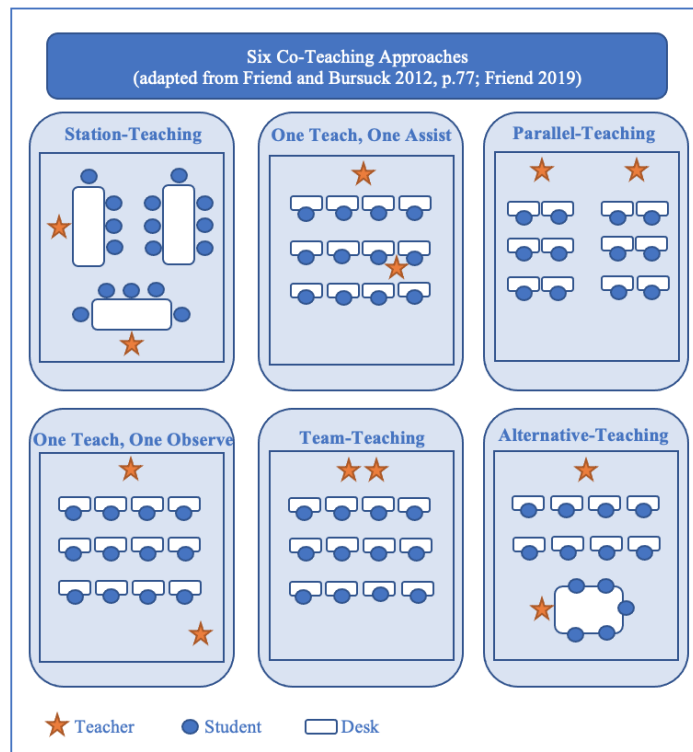 Six Co-Teaching Approaches
(adapted from Friend and Bursuck 2012, p.77; Friend 2019)
Station-Teaching
One Teach, One Assist
Parallel-Teaching
One Teach, One Observe
Team-Teaching
Alternative-Teaching
Teacher
Student
Desk